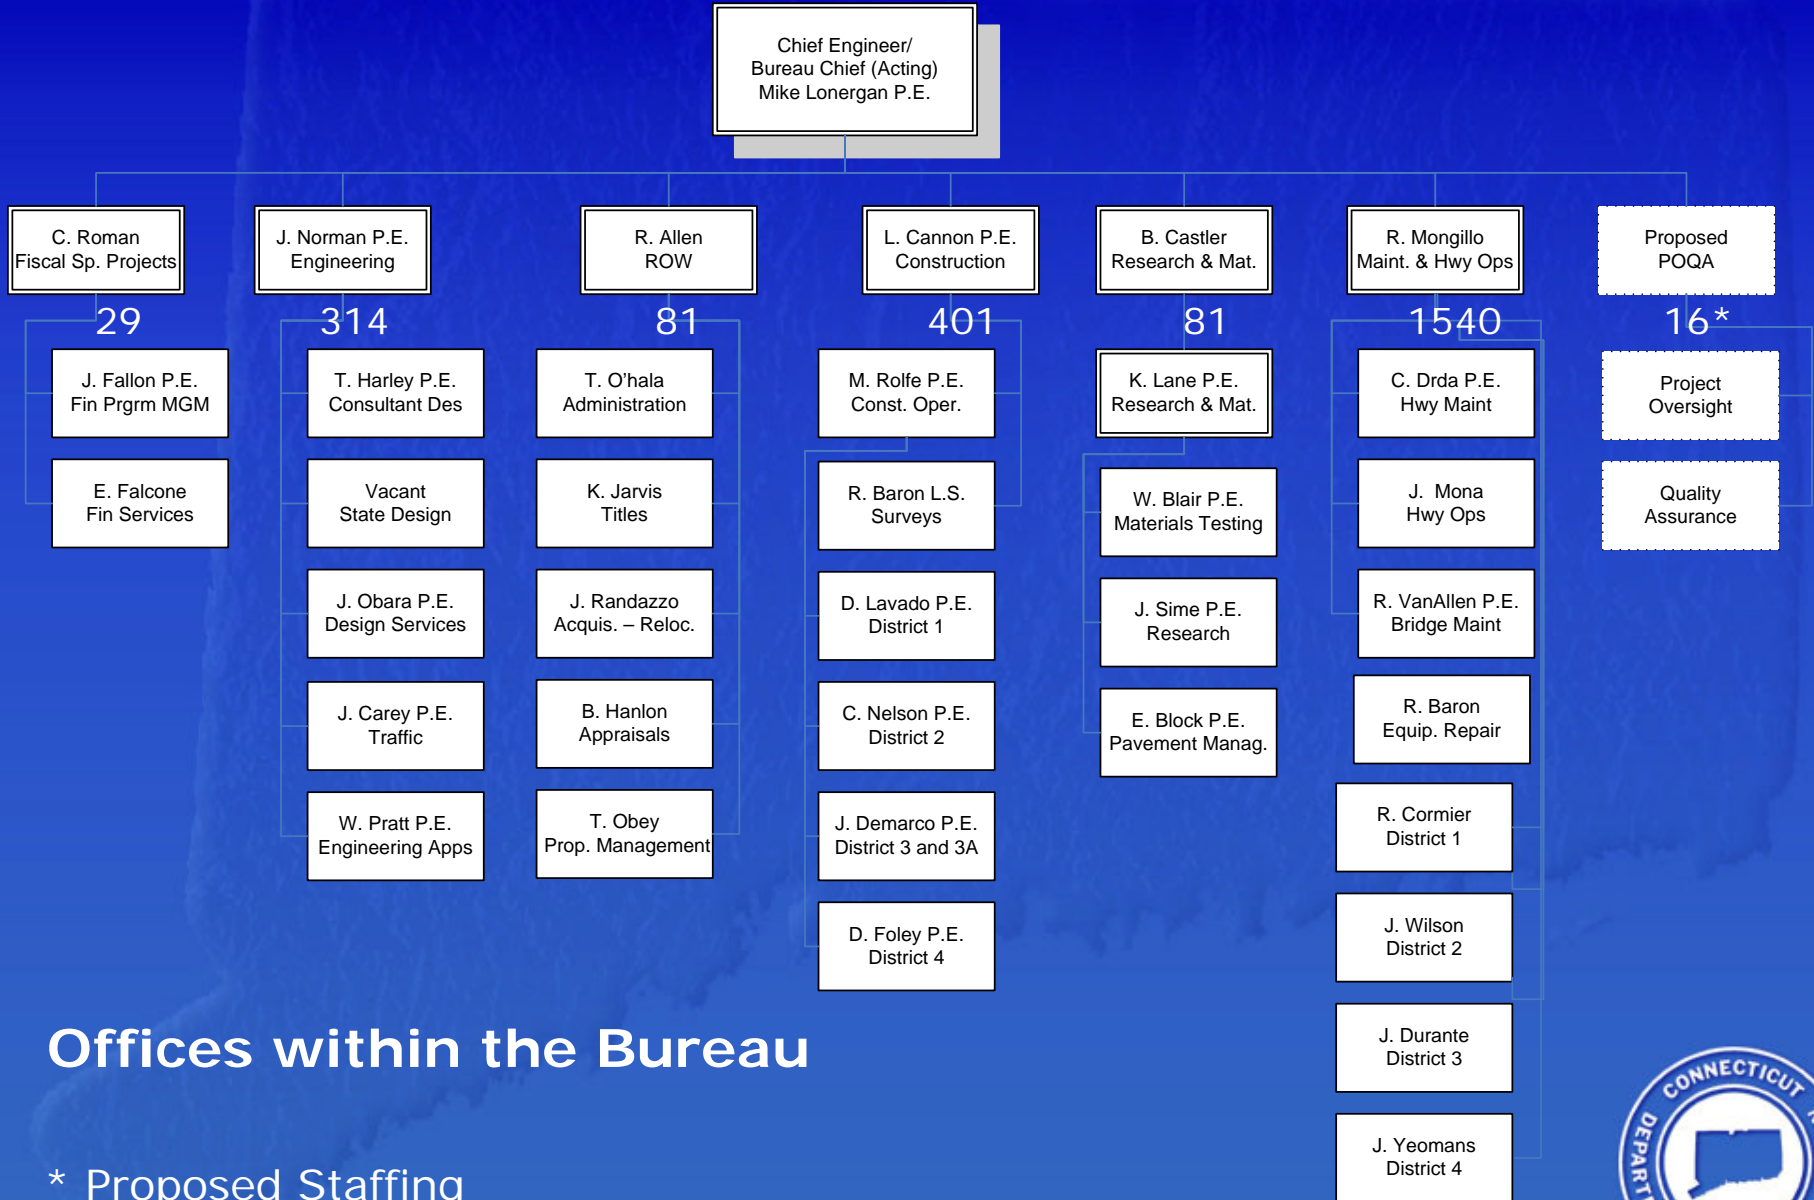 Chief Engineer/
Bureau Chief (Acting)
Mike Lonergan P.E.
C. Roman
Fiscal Sp. Projects
J. Norman P.E.
Engineering
R. Allen
ROW
L. Cannon P.E.
Construction
B. Castler
Research & Mat.
R. Mongillo
Maint. & Hwy Ops
Proposed
POQA
29
314
81
401
81
1540
16*
J. Fallon P.E.
Fin Prgrm MGM
E. Falcone
Fin Services
T. Harley P.E.
Consultant Des
Vacant
State Design
J. Obara P.E.
Design Services
J. Carey P.E.
Traffic
W. Pratt P.E.
Engineering Apps
T. O'hala
Administration
K. Jarvis
Titles
J. Randazzo
Acquis. – Reloc.
B. Hanlon
Appraisals
T. Obey
Prop. Management
M. Rolfe P.E.
Const. Oper.
R. Baron L.S.
Surveys
D. Lavado P.E.
District 1
C. Nelson P.E.
District 2
J. Demarco P.E.
District 3 and 3A
D. Foley P.E.
District 4
K. Lane P.E.
Research & Mat.
W. Blair P.E.
Materials Testing
J. Sime P.E.
Research
E. Block P.E.
Pavement Manag.
C. Drda P.E.
Hwy Maint
J. Mona
Hwy Ops
R. VanAllen P.E.
Bridge Maint
R. Baron
Equip. Repair
R. Cormier
District 1
J. Wilson
District 2
J. Durante
District 3
J. Yeomans
District 4
Project
Oversight
Quality
Assurance
Offices within the Bureau
* Proposed Staffing
CONNECTICUT